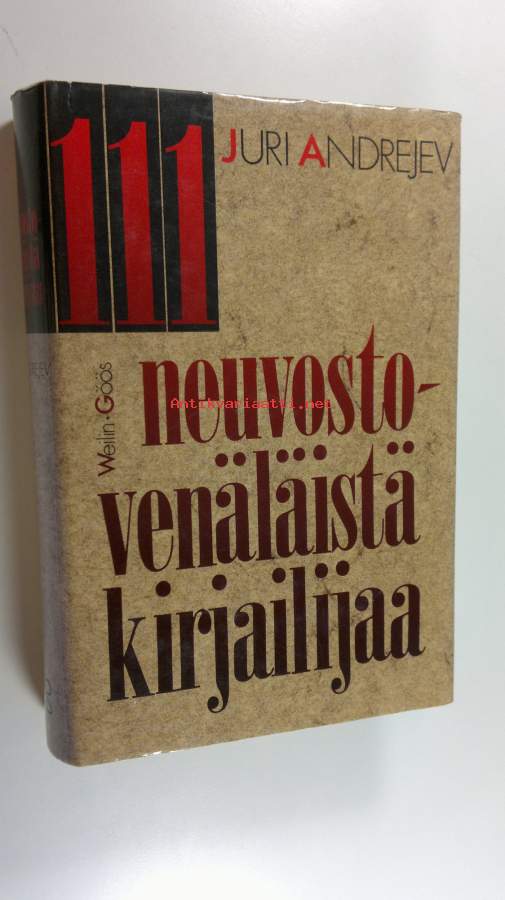 111
JURI ANDREJEV
Weilin+Göös
neuvosto-
venäläistä
kirjailijaa
Antikvariaatti.net